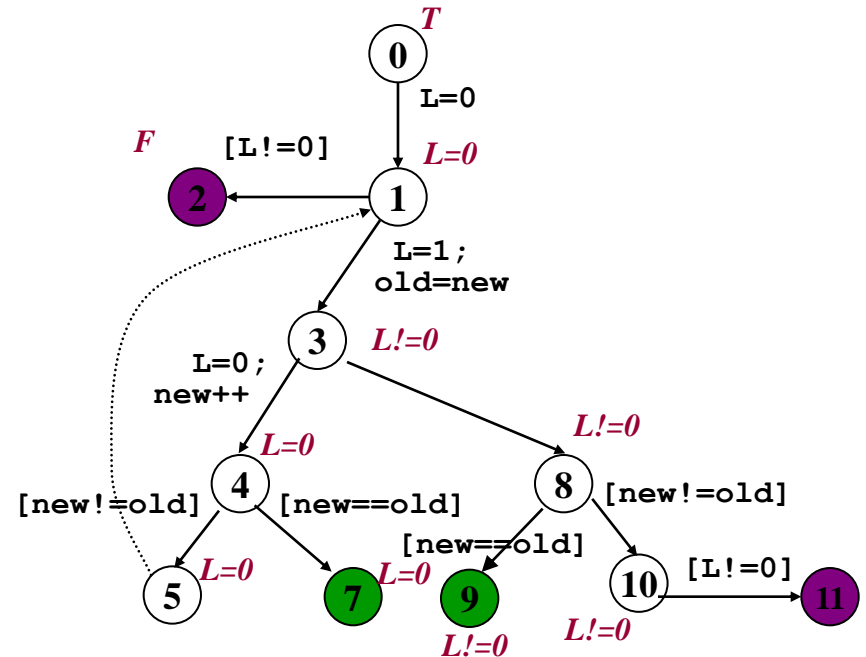 T
0
L=0
F
[L!=0]
L=0
2
1
L=1;
old=new
3
L!=0
L=0;
new++
L=0
L!=0
4
8
[new!=old]
[new==old]
[new!=old]
[new==old]
5
L=0
7
L=0
9
L!=0
10
L!=0
[L!=0]
11